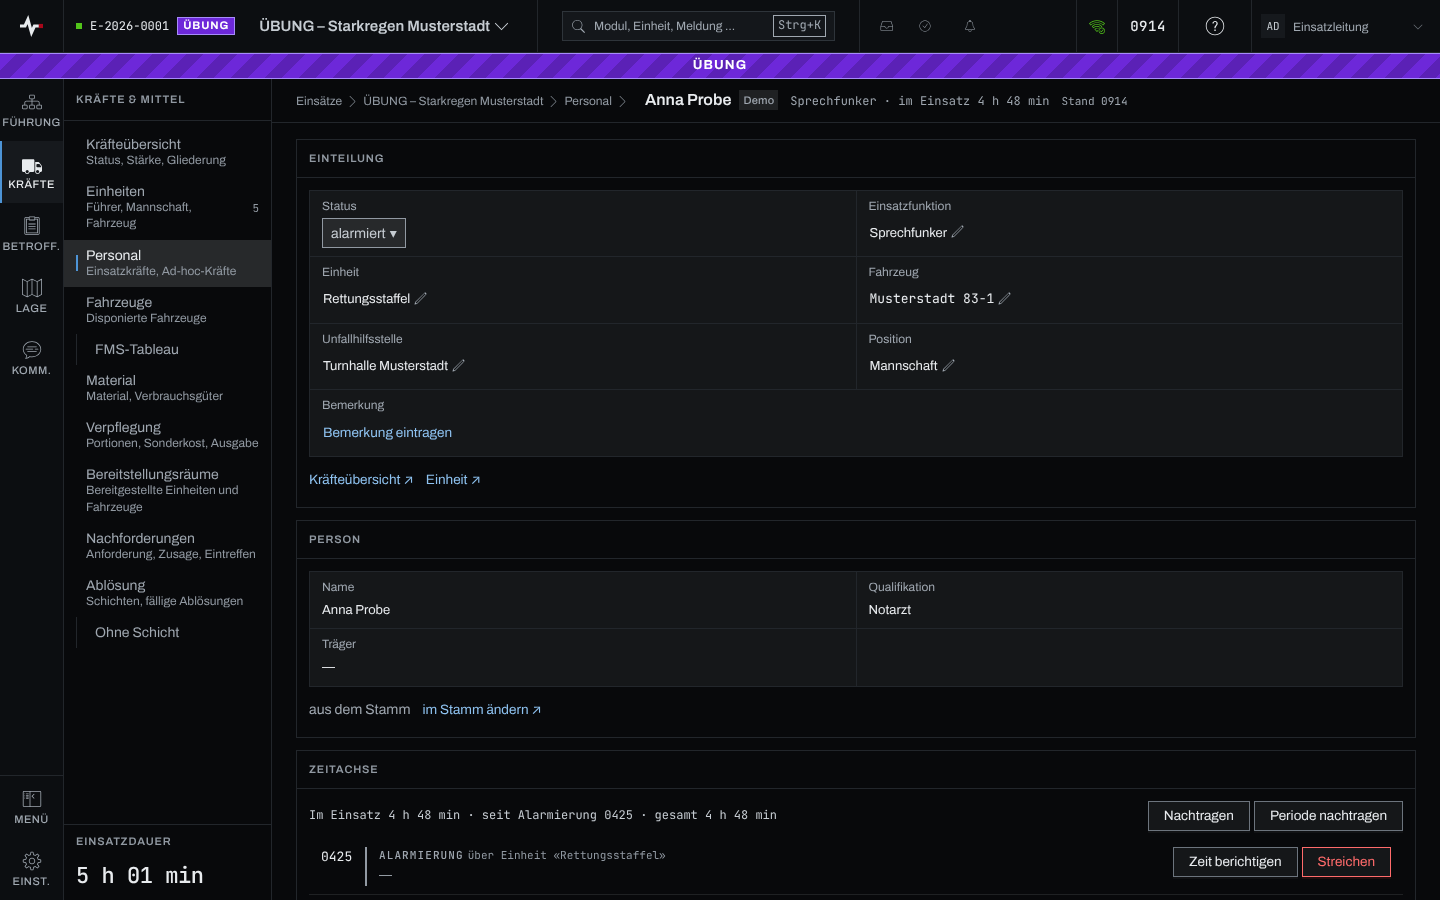 E-2026-0001 ÜBUNG ÜBUNG – Starkregen Musterstadt Modul, Einheit, Meldung ... Strg+K 0914 ? AD Einsatzleitung
ÜBUNG
FÜHRUNG
KRÄFTE
BETROFF.
LAGE
KOMM.
MENÜ
EINST.
KRÄFTE & MITTEL
Kräfteübersicht
Status, Stärke, Gliederung
Einheiten
Führer, Mannschaft,
Fahrzeug
5
Personal
Einsatzkräfte, Ad-hoc-Kräfte
Fahrzeuge
Disponierte Fahrzeuge
FMS-Tableau
Material
Material, Verbrauchsgüter
Verpflegung
Portionen, Sonderkost, Ausgabe
Bereitstellungsräume
Bereitgestellte Einheiten und
Fahrzeuge
Nachforderungen
Anforderung, Zusage, Eintreffen
Ablösung
Schichten, fällige Ablösungen
Ohne Schicht
EINSATZDAUER
5 h 01 min
Einsätze ÜBUNG – Starkregen Musterstadt Personal Anna Probe Demo Sprechfunker · im Einsatz 4 h 48 min Stand 0914
EINTEILUNG
Status
alarmiert ▾
Einsatzfunktion
Sprechfunker
Einheit
Rettungsstaffel
Fahrzeug
Musterstadt 83-1
Unfallhilfsstelle
Turnhalle Musterstadt
Position
Mannschaft
Bemerkung
Bemerkung eintragen
Kräfteübersicht ↗ Einheit ↗
PERSON
Name
Anna Probe
Qualifikation
Notarzt
Träger
—
aus dem Stamm im Stamm ändern ↗
ZEITACHSE
Im Einsatz 4 h 48 min · seit Alarmierung 0425 · gesamt 4 h 48 min Nachtragen Periode nachtragen
0425 ALARMIERUNG über Einheit «Rettungsstaffel» Zeit berichtigen Streichen
—